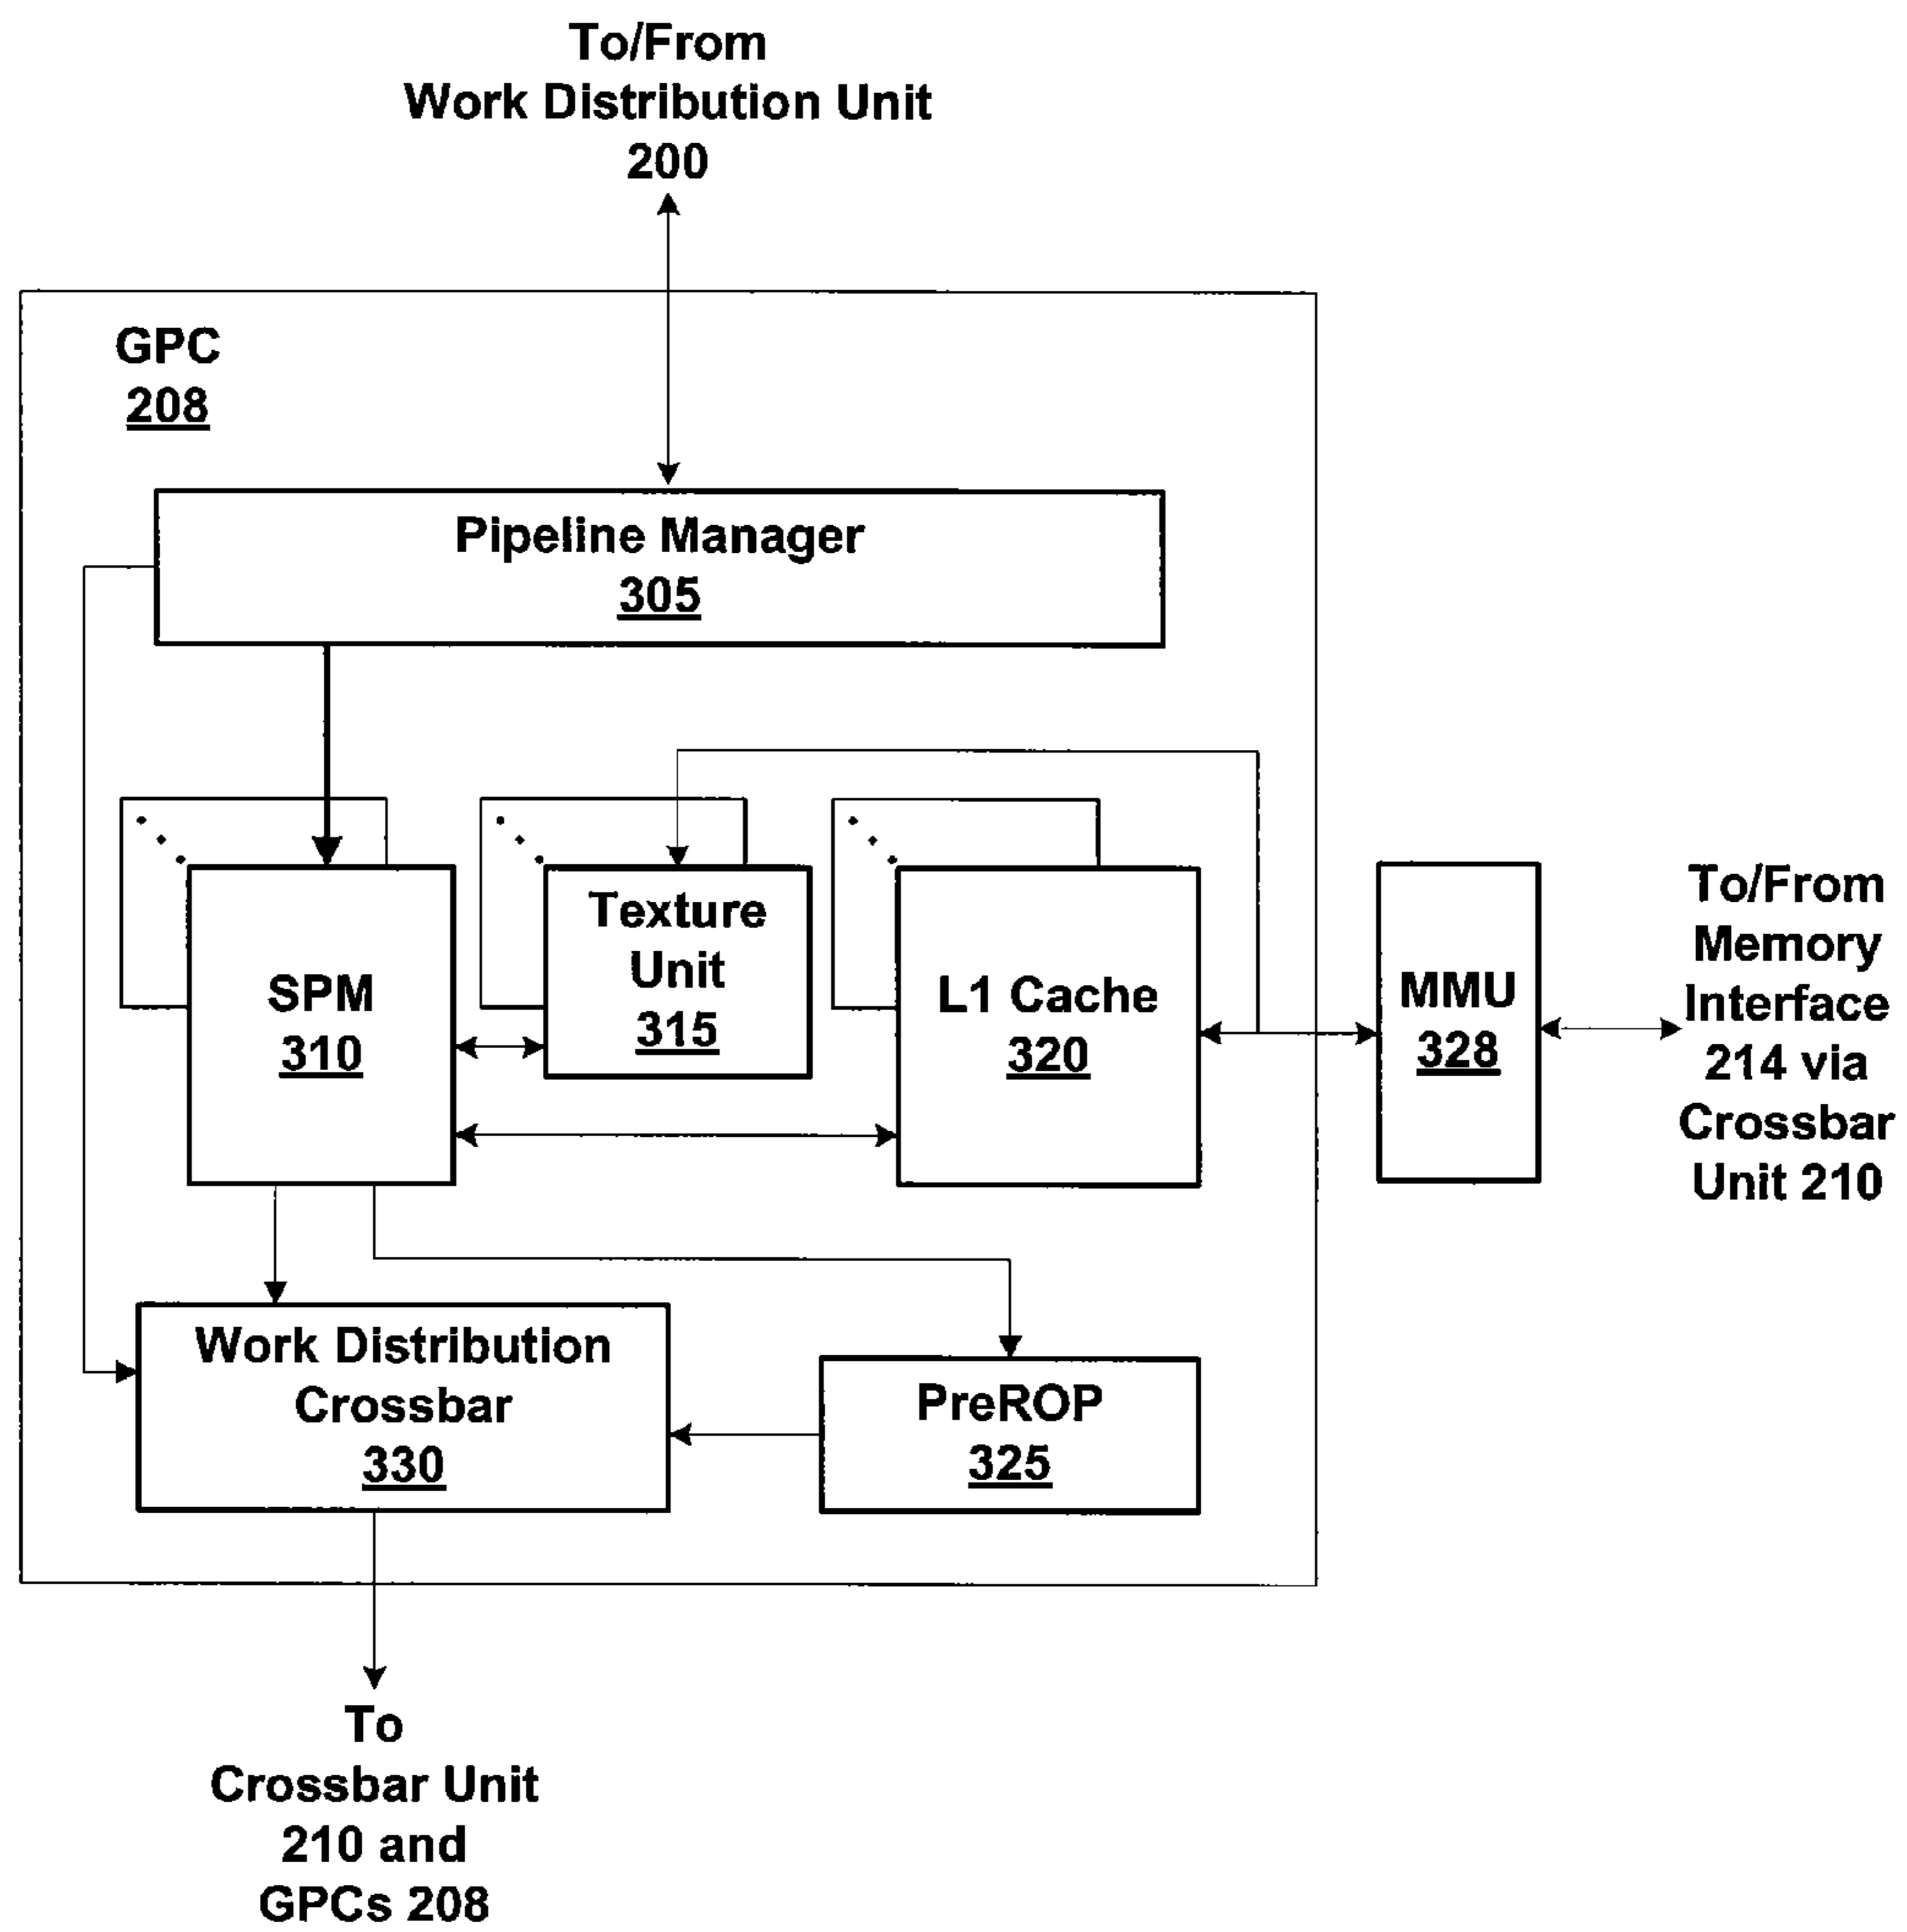 To/From
Work Distribution Unit
200
GPC
208
Pipeline Manager
305
SPM
310
Texture
Unit
315
L1 Cache
320
MMU
328
To/From
Memory
Interface
214 via
Crossbar
Unit 210
Work Distribution
Crossbar
330
PreROP
325
To
Crossbar Unit
210 and
GPCs 208